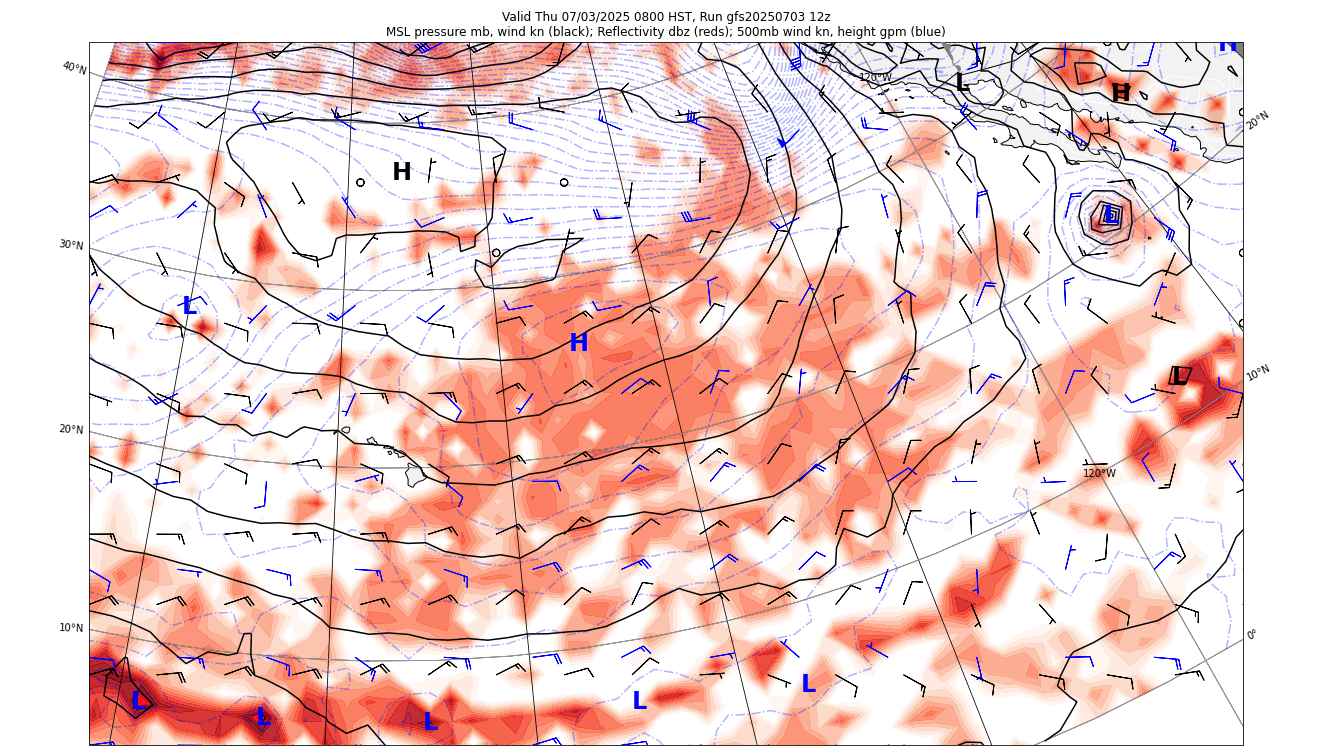 Valid Thu 07/03/2025 0800 HST, Run gfs20250703 12z
MSL pressure mb, wind kn (black); Reflectivity dbz (reds); 500mb wind kn, height gpm (blue)
H
40°N
120°W
L
H
20°N
H
L
30°N
L
H
L
10°N
20°N
120°W
10°N
0°
L
L
L
L
L